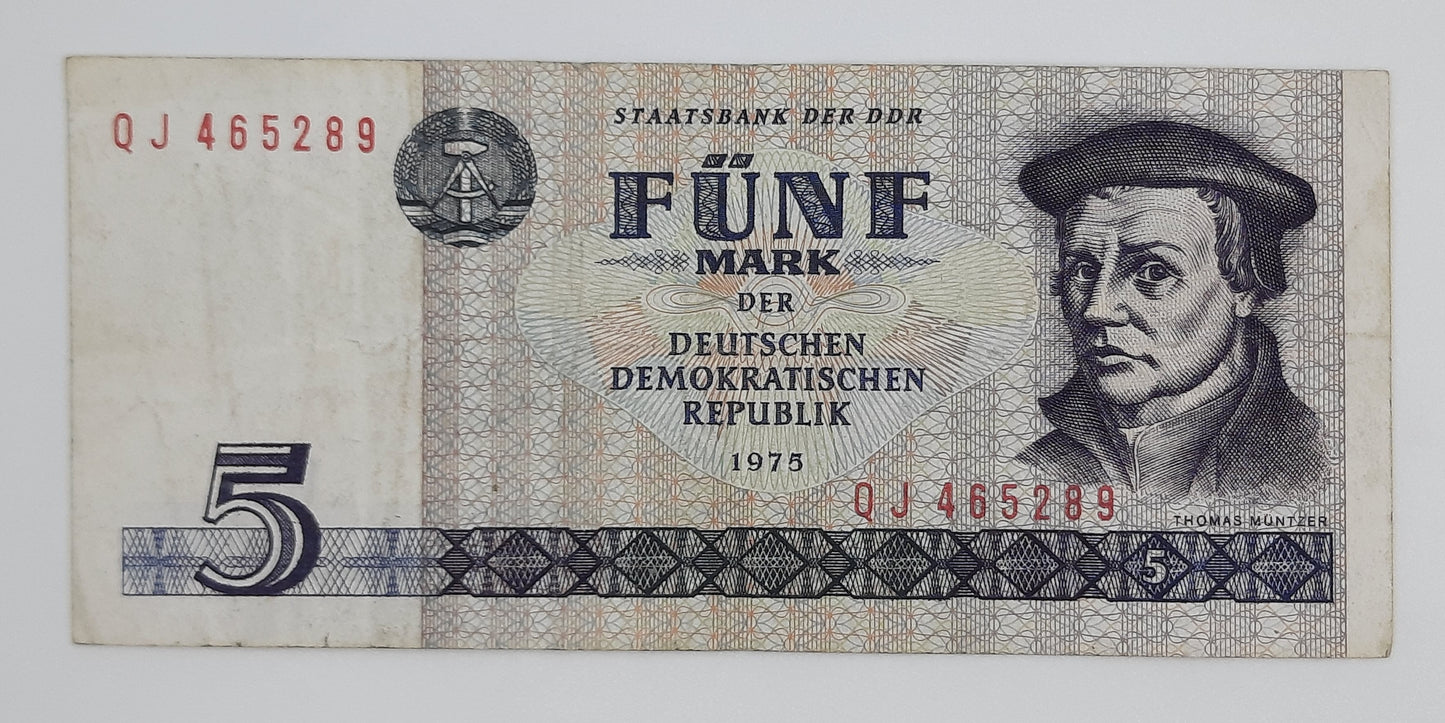 QJ 465289
STAATSBANK DER DDR
FÜNF
MARK
DER
DEUTSCHEN
DEMOKRATISCHEN
REPUBLIK
1975
QJ 465289
THOMAS MÜNTZER
5
5